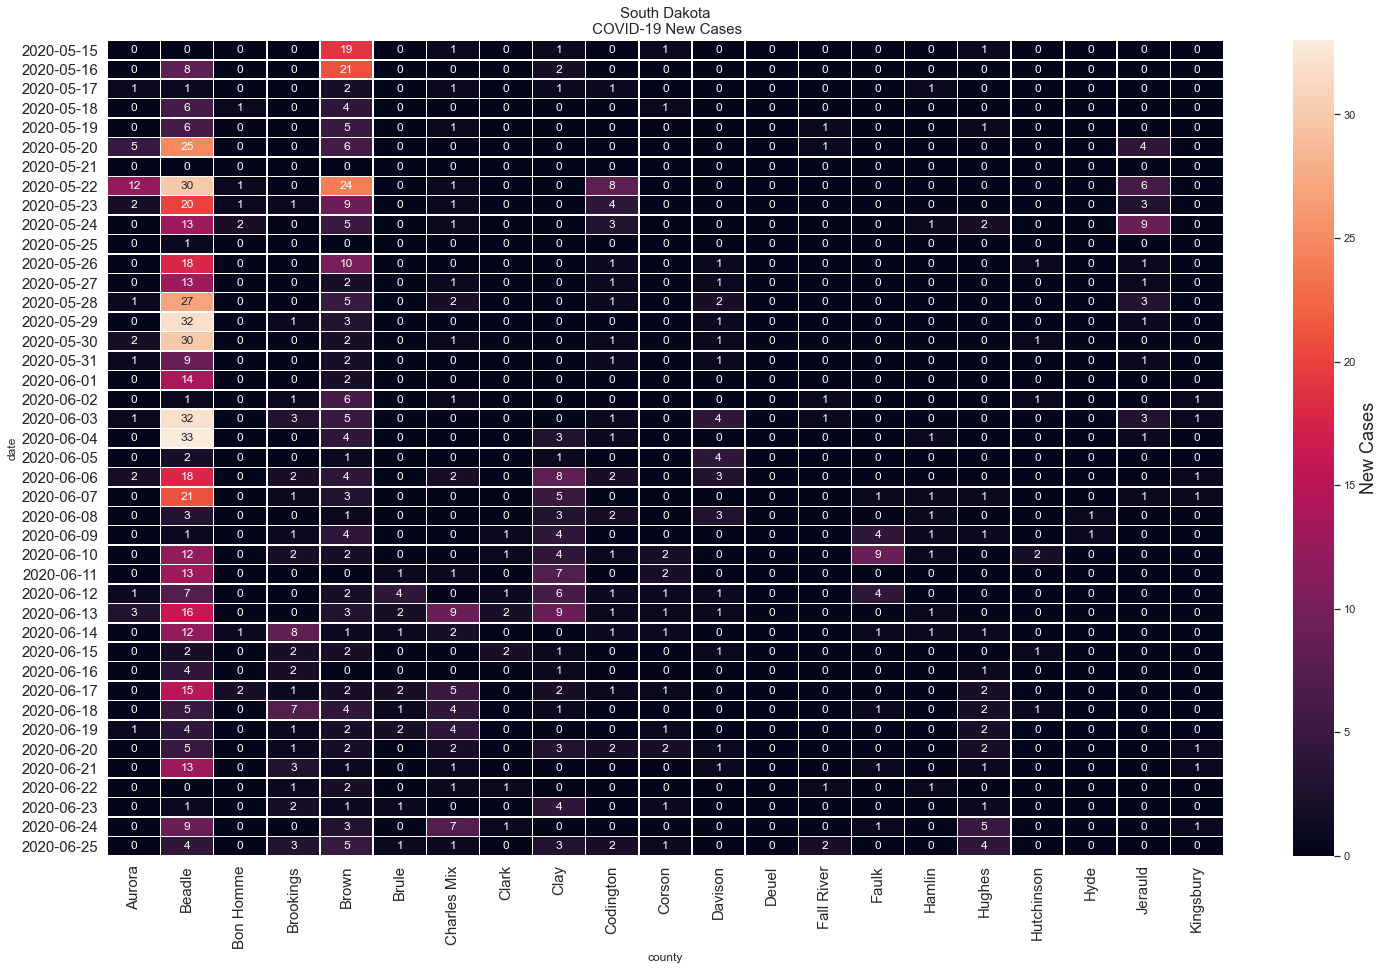 South Dakota
COVID-19 New Cases
2020-05-15 0 0 0 0 19 0 1 0 1 0 1 0 0 0 0 0 1 0 0 0 0
2020-05-16 0 8 0 0 21 0 0 0 2 0 0 0 0 0 0 0 0 0 0 0 0
2020-05-17 1 1 0 0 2 0 1 0 1 1 0 0 0 0 0 1 0 0 0 0 0
2020-05-18 0 6 1 0 4 0 0 0 0 0 1 0 0 0 0 0 0 0 0 0 0
2020-05-19 0 6 0 0 5 0 1 0 0 0 0 0 0 1 0 0 1 0 0 0 0
2020-05-20 5 25 0 0 6 0 0 0 0 0 0 0 0 1 0 0 0 0 0 4 0
2020-05-21 0 0 0 0 0 0 0 0 0 0 0 0 0 0 0 0 0 0 0 0 0
2020-05-22 12 30 1 0 24 0 1 0 0 8 0 0 0 0 0 0 0 0 0 6 0
2020-05-23 2 20 1 1 9 0 1 0 0 4 0 0 0 0 0 0 0 0 0 3 0
2020-05-24 0 13 2 0 5 0 1 0 0 3 0 0 0 0 0 1 2 0 0 9 0
2020-05-25 0 1 0 0 0 0 0 0 0 0 0 0 0 0 0 0 0 0 0 0 0
2020-05-26 0 18 0 0 10 0 0 0 0 1 0 1 0 0 0 0 0 1 0 1 0
2020-05-27 0 13 0 0 2 0 1 0 0 1 0 1 0 0 0 0 0 0 0 1 0
2020-05-28 1 27 0 0 5 0 2 0 0 1 0 2 0 0 0 0 0 0 0 3 0
2020-05-29 0 32 0 1 3 0 0 0 0 0 0 1 0 0 0 0 0 0 0 1 0
2020-05-30 2 30 0 0 2 0 1 0 0 1 0 1 0 0 0 0 0 1 0 0 0
2020-05-31 1 9 0 0 2 0 0 0 0 1 0 1 0 0 0 0 0 0 0 1 0
2020-06-01 0 14 0 0 2 0 0 0 0 0 0 0 0 0 0 0 0 0 0 0 0
2020-06-02 0 1 0 1 6 0 1 0 0 0 0 0 0 1 0 0 0 1 0 0 1
2020-06-03 1 32 0 3 5 0 0 0 0 1 0 4 0 1 0 0 0 0 0 3 1
2020-06-04 0 33 0 0 4 0 0 0 3 1 0 0 0 0 0 1 0 0 0 1 0
2020-06-05 0 2 0 0 1 0 0 0 1 0 0 4 0 0 0 0 0 0 0 0 0
2020-06-06 2 18 0 2 4 0 2 0 8 2 0 3 0 0 0 0 0 0 0 0 1
2020-06-07 0 21 0 1 3 0 0 0 5 0 0 0 0 0 1 1 1 0 0 1 1
2020-06-08 0 3 0 0 1 0 0 0 3 2 0 3 0 0 0 1 0 0 1 0 0
2020-06-09 0 1 0 1 4 0 0 1 4 0 0 0 0 0 4 1 1 0 1 0 0
2020-06-10 0 12 0 2 2 0 0 1 4 1 2 0 0 0 9 1 0 2 0 0 0
2020-06-11 0 13 0 0 0 1 1 0 7 0 2 0 0 0 0 0 0 0 0 0 0
2020-06-12 1 7 0 0 2 4 0 1 6 1 1 1 0 0 4 0 0 0 0 0 0
2020-06-13 3 16 0 0 3 2 9 2 9 1 1 1 0 0 0 1 0 0 0 0 0
2020-06-14 0 12 1 8 1 1 2 0 0 1 1 0 0 0 1 1 1 0 0 0 0
2020-06-15 0 2 0 2 2 0 0 2 1 0 0 1 0 0 0 0 0 1 0 0 0
2020-06-16 0 4 0 2 0 0 0 0 1 0 0 0 0 0 0 0 1 0 0 0 0
2020-06-17 0 15 2 1 2 2 5 0 2 1 1 0 0 0 0 0 2 0 0 0 0
2020-06-18 0 5 0 7 4 1 4 0 1 0 0 0 0 0 1 0 2 1 0 0 0
2020-06-19 1 4 0 1 2 2 4 0 0 0 1 0 0 0 0 0 2 0 0 0 0
2020-06-20 0 5 0 1 2 0 2 0 3 2 2 1 0 0 0 0 2 0 0 0 1
2020-06-21 0 13 0 3 1 0 1 0 0 0 0 1 0 0 1 0 1 0 0 0 1
2020-06-22 0 0 0 1 2 0 1 1 0 0 0 0 0 1 0 1 0 0 0 0 0
2020-06-23 0 1 0 2 1 1 0 0 4 0 1 0 0 0 0 0 1 0 0 0 0
2020-06-24 0 9 0 0 3 0 7 1 0 0 0 0 0 0 1 0 5 0 0 0 1
2020-06-25 0 4 0 3 5 1 1 0 3 2 1 0 0 2 0 0 4 0 0 0 0
date
Aurora Beadle Bon Homme Brookings Brown Brule Charles Mix Clark Clay Codington Corson Davison Deuel Fall River Faulk Hamlin Hughes Hutchinson Hyde Jerauld Kingsbury
county
30
25
20
15
10
5
0
New Cases